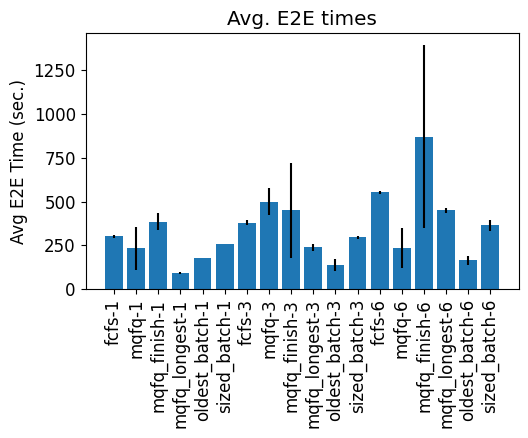 Avg. E2E times
Avg E2E Time (sec.)
1250
1000
750
500
250
0
fcfs-1
mqfq-1
mqfq_finish-1
mqfq_longest-1
oldest_batch-1
sized_batch-1
fcfs-3
mqfq-3
mqfq_finish-3
mqfq_longest-3
oldest_batch-3
sized_batch-3
fcfs-6
mqfq-6
mqfq_finish-6
mqfq_longest-6
oldest_batch-6
sized_batch-6